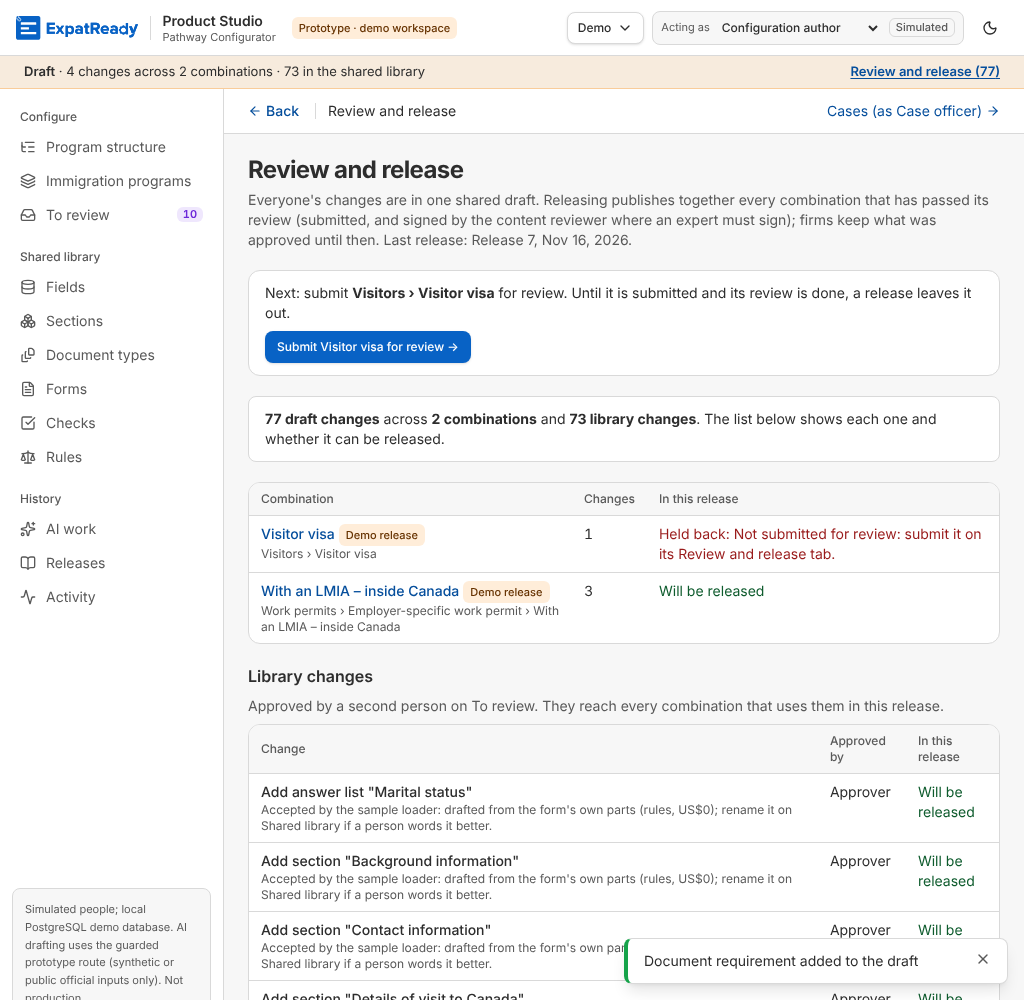 ExpatReady
Product Studio
Pathway Configurator
Prototype · demo workspace
Demo
Acting as
Configuration author
Simulated
Draft · 4 changes across 2 combinations · 73 in the shared library
Review and release (77)
Configure
Program structure
Immigration programs
To review
10
Shared library
Fields
Sections
Document types
Forms
Checks
Rules
History
AI work
Releases
Activity
Simulated people; local
PostgreSQL demo database. AI
drafting uses the guarded
prototype route (synthetic or
public official inputs only). Not
production
← Back
Review and release
Cases (as Case officer) →
Review and release
Everyone's changes are in one shared draft. Releasing publishes together every combination that has passed its
review (submitted, and signed by the content reviewer where an expert must sign); firms keep what was
approved until then. Last release: Release 7, Nov 16, 2026.
Next: submit Visitors › Visitor visa for review. Until it is submitted and its review is done, a release leaves it
out.
Submit Visitor visa for review →
77 draft changes across 2 combinations and 73 library changes. The list below shows each one and
whether it can be released.
Combination
Changes
In this release
Visitor visa
Demo release
Visitors › Visitor visa
1
Held back: Not submitted for review: submit it on
its Review and release tab.
With an LMIA – inside Canada
Demo release
Work permits › Employer-specific work permit › With
an LMIA – inside Canada
3
Will be released
Library changes
Approved by a second person on To review. They reach every combination that uses them in this release.
Change
Approved
by
In this
release
Add answer list "Marital status"
Accepted by the sample loader: drafted from the form's own parts (rules, US$0); rename it on
Shared library if a person words it better.
Approver
Will be
released
Add section "Background information"
Accepted by the sample loader: drafted from the form's own parts (rules, US$0); rename it on
Shared library if a person words it better.
Approver
Will be
released
Add section "Contact information"
Accepted by the sample loader: drafted from the form's own par
Shared library if a person words it better.
Approver
Will be
Add section "Details of visit to Canada"
Document requirement added to the draft